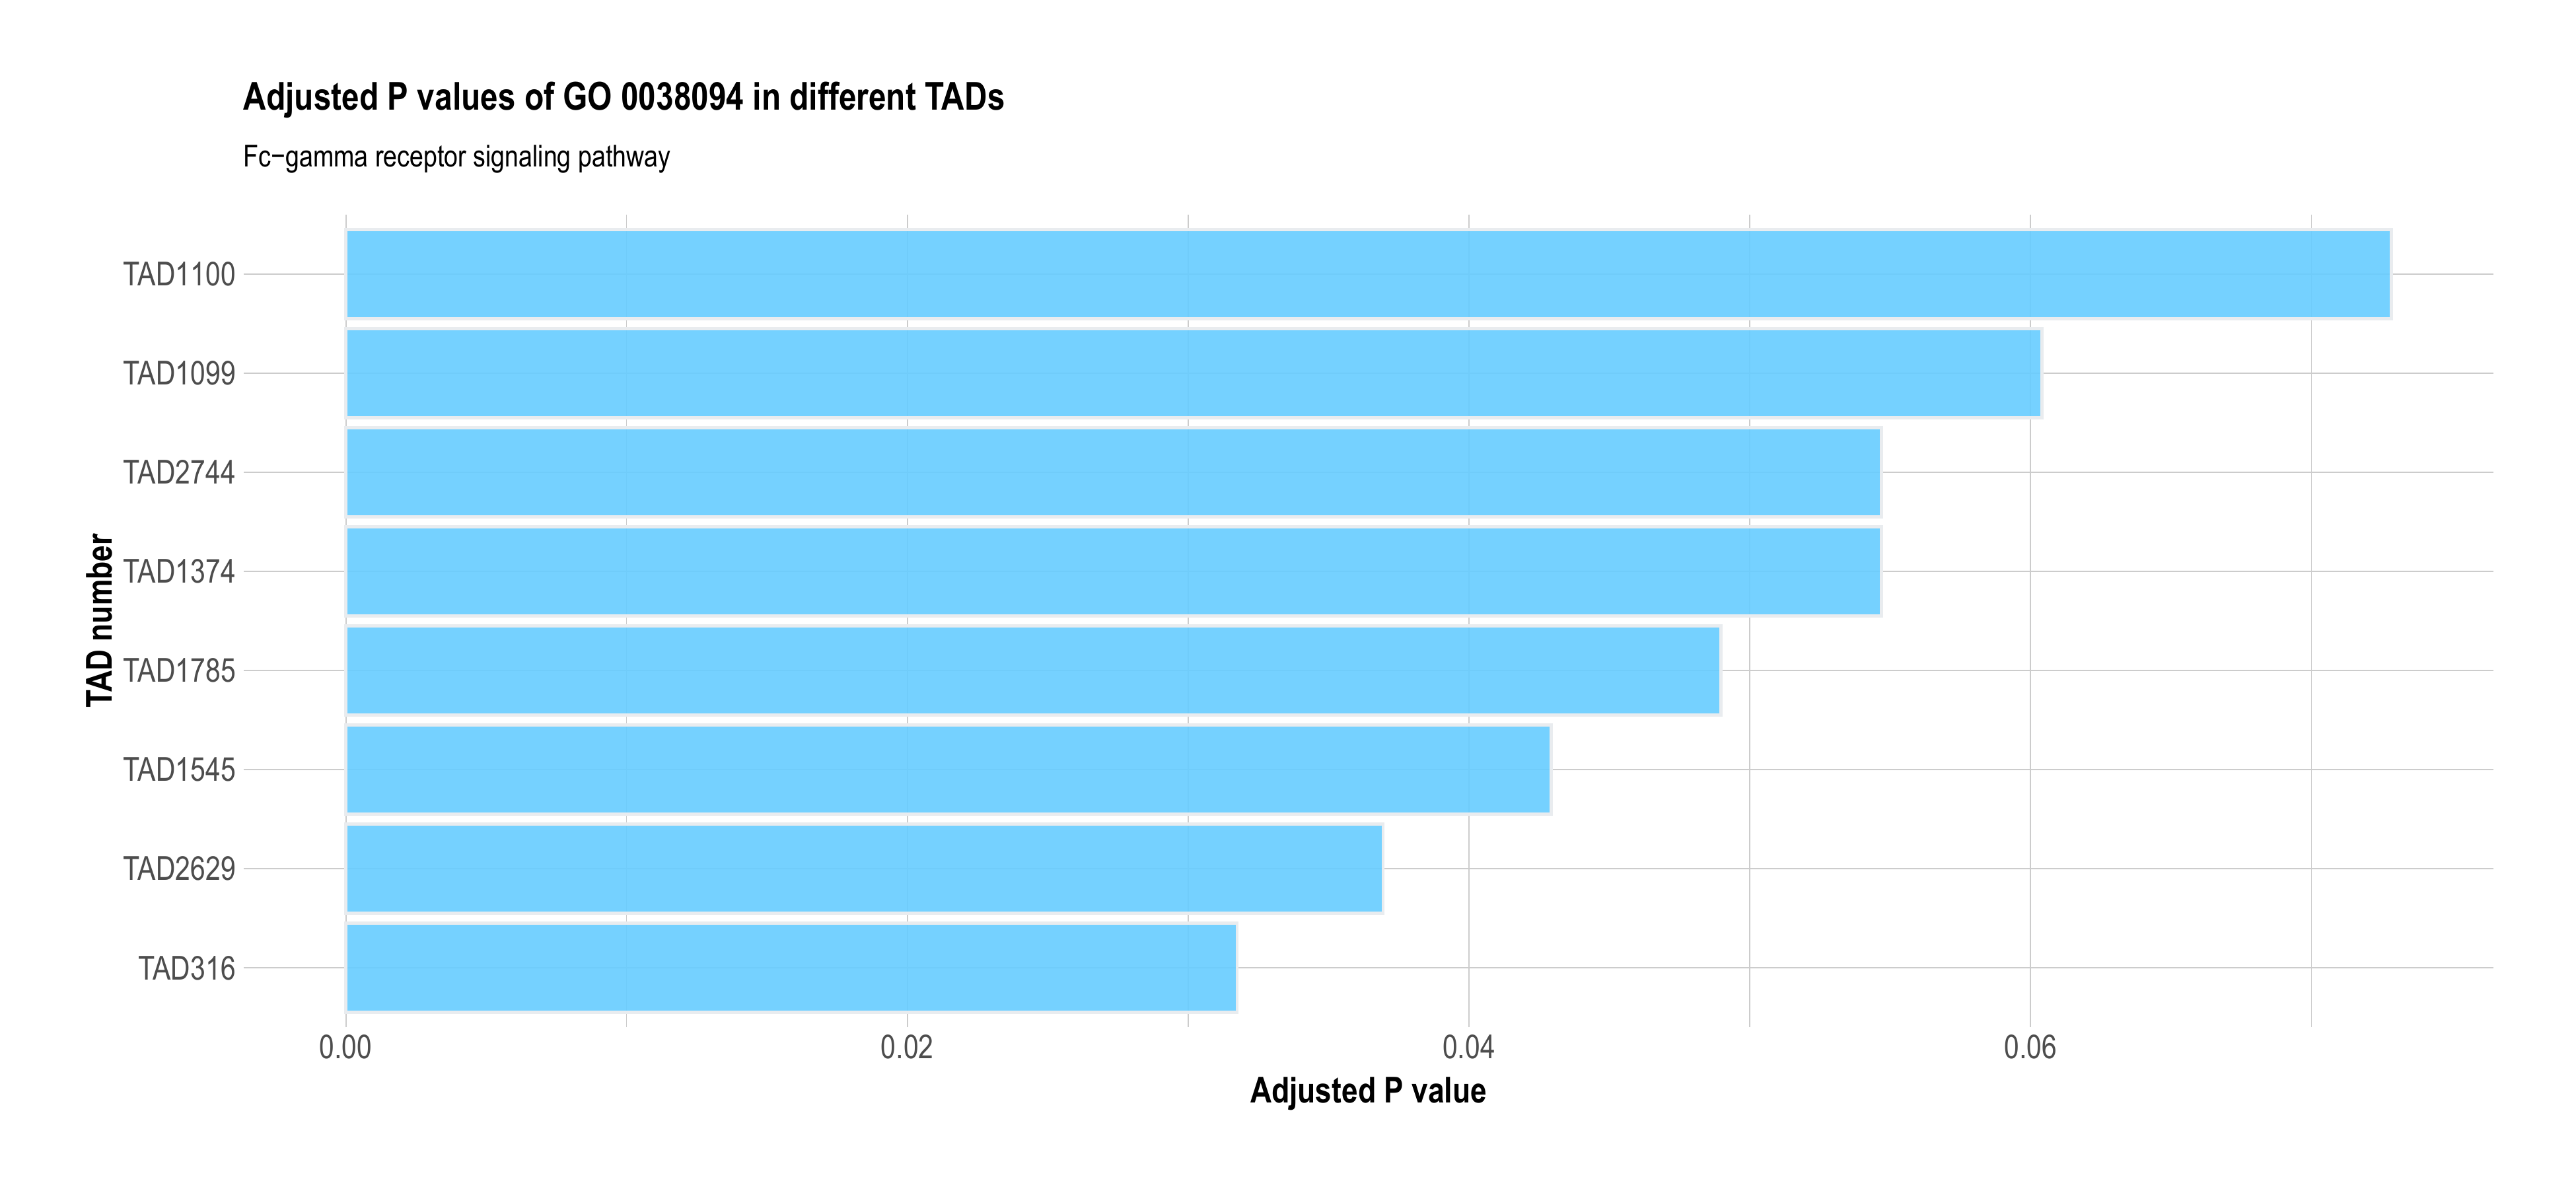 Adjusted P values of GO 0038094 in different TADs
Fc−gamma receptor signaling pathway
TAD number
TAD1100
TAD1099
TAD2744
TAD1374
TAD1785
TAD1545
TAD2629
TAD316
0.00 0.02 0.04 0.06
Adjusted P value